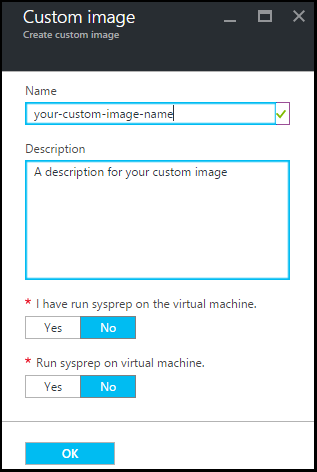 Custom image
Create custom image
Name
your-custom-image-name
Description
A description for your custom image
* I have run sysprep on the virtual machine.
Yes No
* Run sysprep on virtual machine.
Yes No
OK